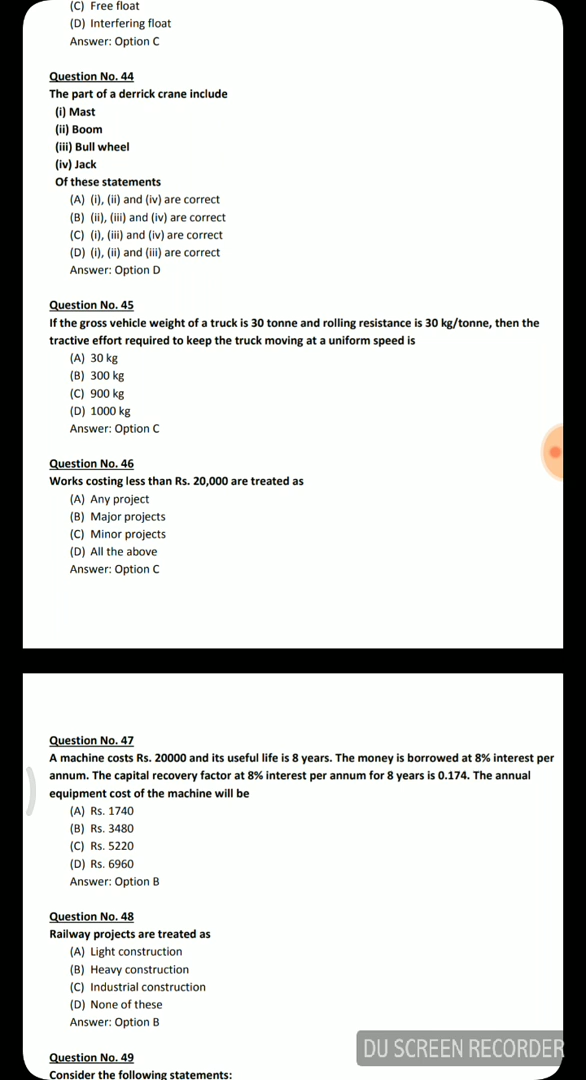 (C) Free float
(D) Interfering float
Answer: Option C
Question No. 44
The part of a derrick crane include
(i) Mast
(ii) Boom
(iii) Bull wheel
(iv) Jack
Of these statements
(A) (i), (ii) and (iv) are correct
(B) (ii), (iii) and (iv) are correct
(C) (i), (iii) and (iv) are correct
(D) (i), (ii) and (iii) are correct
Answer: Option D
Question No. 45
If the gross vehicle weight of a truck is 30 tonne and rolling resistance is 30 kg/tonne, then the
tractive effort required to keep the truck moving at a uniform speed is
(A) 30 kg
(B) 300 kg
(C) 900 kg
(D) 1000 kg
Answer: Option C
Question No. 46
Works costing less than Rs. 20,000 are treated as
(A) Any project
(B) Major projects
(C) Minor projects
(D) All the above
Answer: Option C
Question No. 47
A machine costs Rs. 20000 and its useful life is 8 years. The money is borrowed at 8% interest per
annum. The capital recovery factor at 8% interest per annum for 8 years is 0.174. The annual
equipment cost of the machine will be
(A) Rs. 1740
(B) Rs. 3480
(C) Rs. 5220
(D) Rs. 6960
Answer: Option B
Question No. 48
Railway projects are treated as
(A) Light construction
(B) Heavy construction
(C) Industrial construction
(D) None of these
Answer: Option B
Question No. 49
Consider the following statements:
DU SCREEN RECORDER